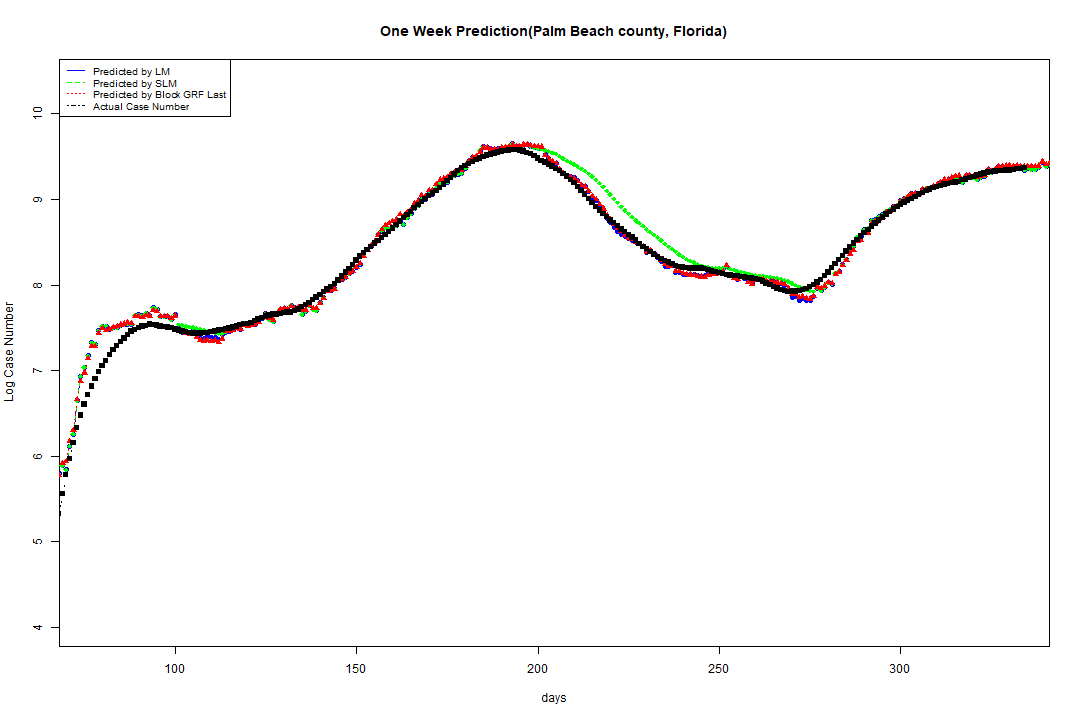 One Week Prediction(Palm Beach county, Florida)
Predicted by LM
Predicted by SLM
Predicted by Block GRF Last
Actual Case Number
10
9
8
7
6
5
4
Log Case Number
100 150 200 250 300
days